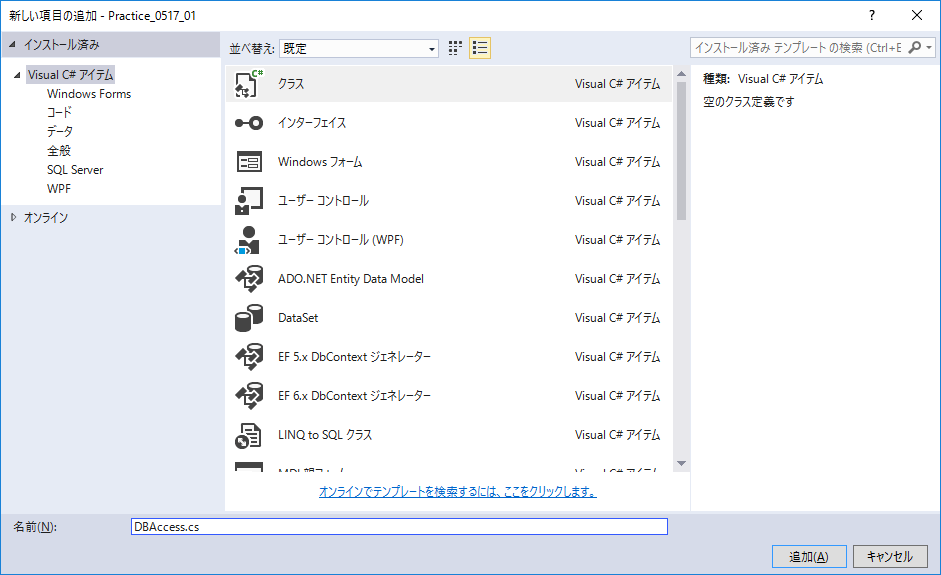 新しい項目の追加 - Practice_0517_01
インストール済み
並べ替え: 既定
インストール済み テンプレート の検索 (Ctrl+E
Visual C# アイテム
Windows Forms
コード
データ
全般
SQL Server
WPF
オンライン
C#
クラス Visual C# アイテム
インターフェイス Visual C# アイテム
Windows フォーム Visual C# アイテム
ユーザー コントロール Visual C# アイテム
ユーザー コントロール (WPF) Visual C# アイテム
ADO.NET Entity Data Model Visual C# アイテム
DataSet Visual C# アイテム
EF 5.x DbContext ジェネレーター Visual C# アイテム
EF 6.x DbContext ジェネレーター Visual C# アイテム
LINQ to SQL クラス Visual C# アイテム
種類: Visual C# アイテム
空のクラス定義です
オンラインでテンプレートを検索するには、ここをクリックします。
名前(N): DBAccess.cs
追加(A) キャンセル